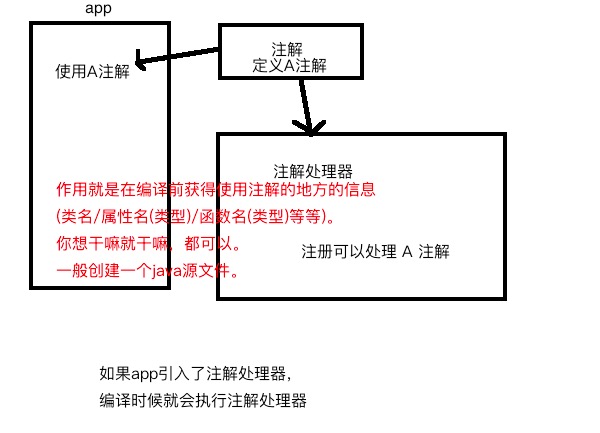 app
注解
定义A注解
使用A注解
注解处理器
作用就是在编译前获得使用注解的地方的信息
(类名/属性名(类型)/函数名(类型)等等)。
你想干嘛就干嘛，都可以。
注册可以处理 A 注解
一般创建一个java源文件。
如果app引入了注解处理器，
编译时候就会执行注解处理器